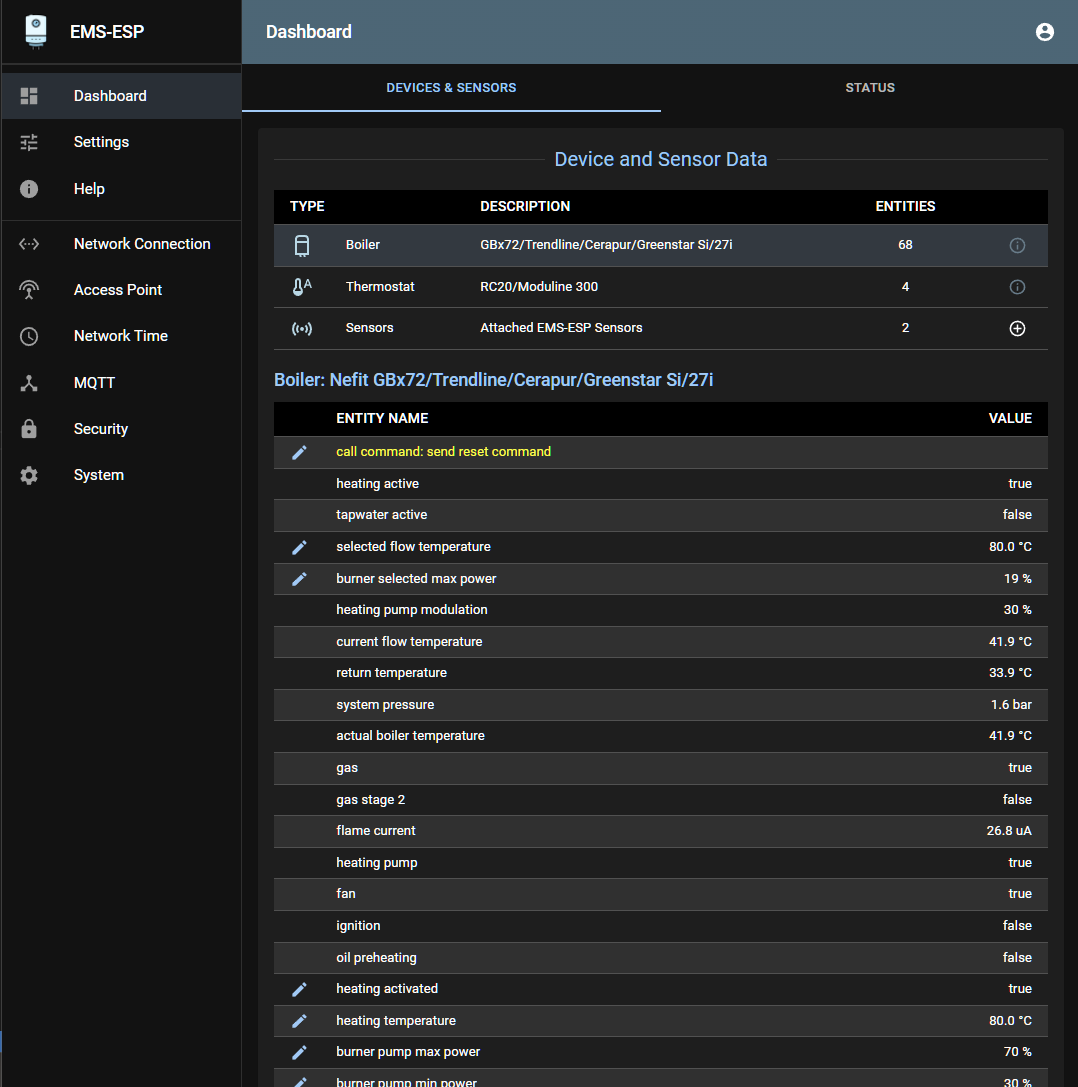 EMS-ESP
Dashboard
Dashboard
Settings
Help
Network Connection
Access Point
Network Time
MQTT
Security
System
DEVICES & SENSORS STATUS
Device and Sensor Data
TYPE DESCRIPTION ENTITIES
Boiler GBx72/Trendline/Cerapur/Greenstar Si/27i 68
Thermostat RC20/Moduline 300 4
Sensors Attached EMS-ESP Sensors 2
Boiler: Nefit GBx72/Trendline/Cerapur/Greenstar Si/27i
ENTITY NAME VALUE
call command: send reset command
heating active true
tapwater active false
selected flow temperature 80.0 °C
burner selected max power 19 %
heating pump modulation 30 %
current flow temperature 41.9 °C
return temperature 33.9 °C
system pressure 1.6 bar
actual boiler temperature 41.9 °C
gas true
gas stage 2 false
flame current 26.8 uA
heating pump true
fan true
ignition false
oil preheating false
heating activated true
heating temperature 80.0 °C
burner pump max power 70 %
burner pump min power 30 %